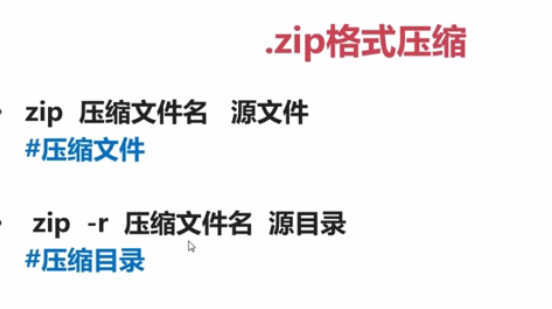 .zip格式压缩
• zip 压缩文件名 源文件
#压缩文件
• zip -r 压缩文件名 源目录
#压缩目录